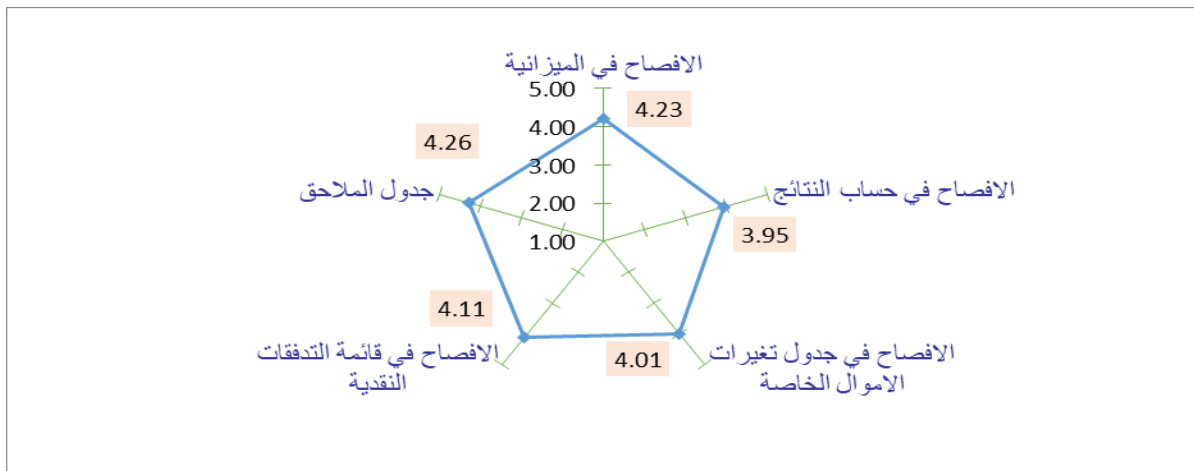 الافصاح في الميزانية
5.00
4.23
4.00
4.26
3.00
الافصاح في حساب النتائج
جدول الملاحق
2.00
3.95
1.00
4.11
4.01
الافصاح في جدول تغيرات
الاموال الخاصة
الافصاح في قائمة التدفقات
النقدية